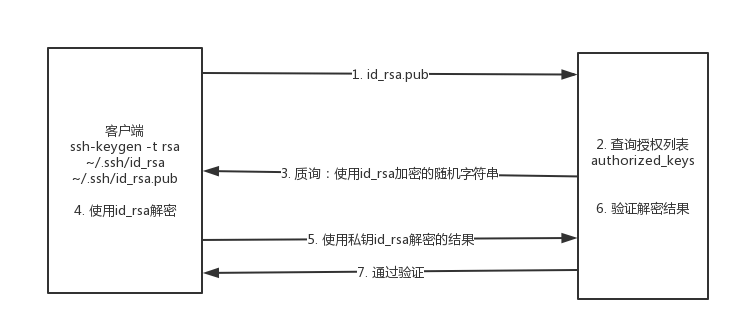 1. id_rsa.pub
客户端
ssh-keygen -t rsa
~/.ssh/id_rsa
~/.ssh/id_rsa.pub
2. 查询授权列表
authorized_keys
3. 质询：使用id_rsa加密的随机字符串
4. 使用id_rsa解密
6. 验证解密结果
5. 使用私钥id_rsa解密的结果
7. 通过验证